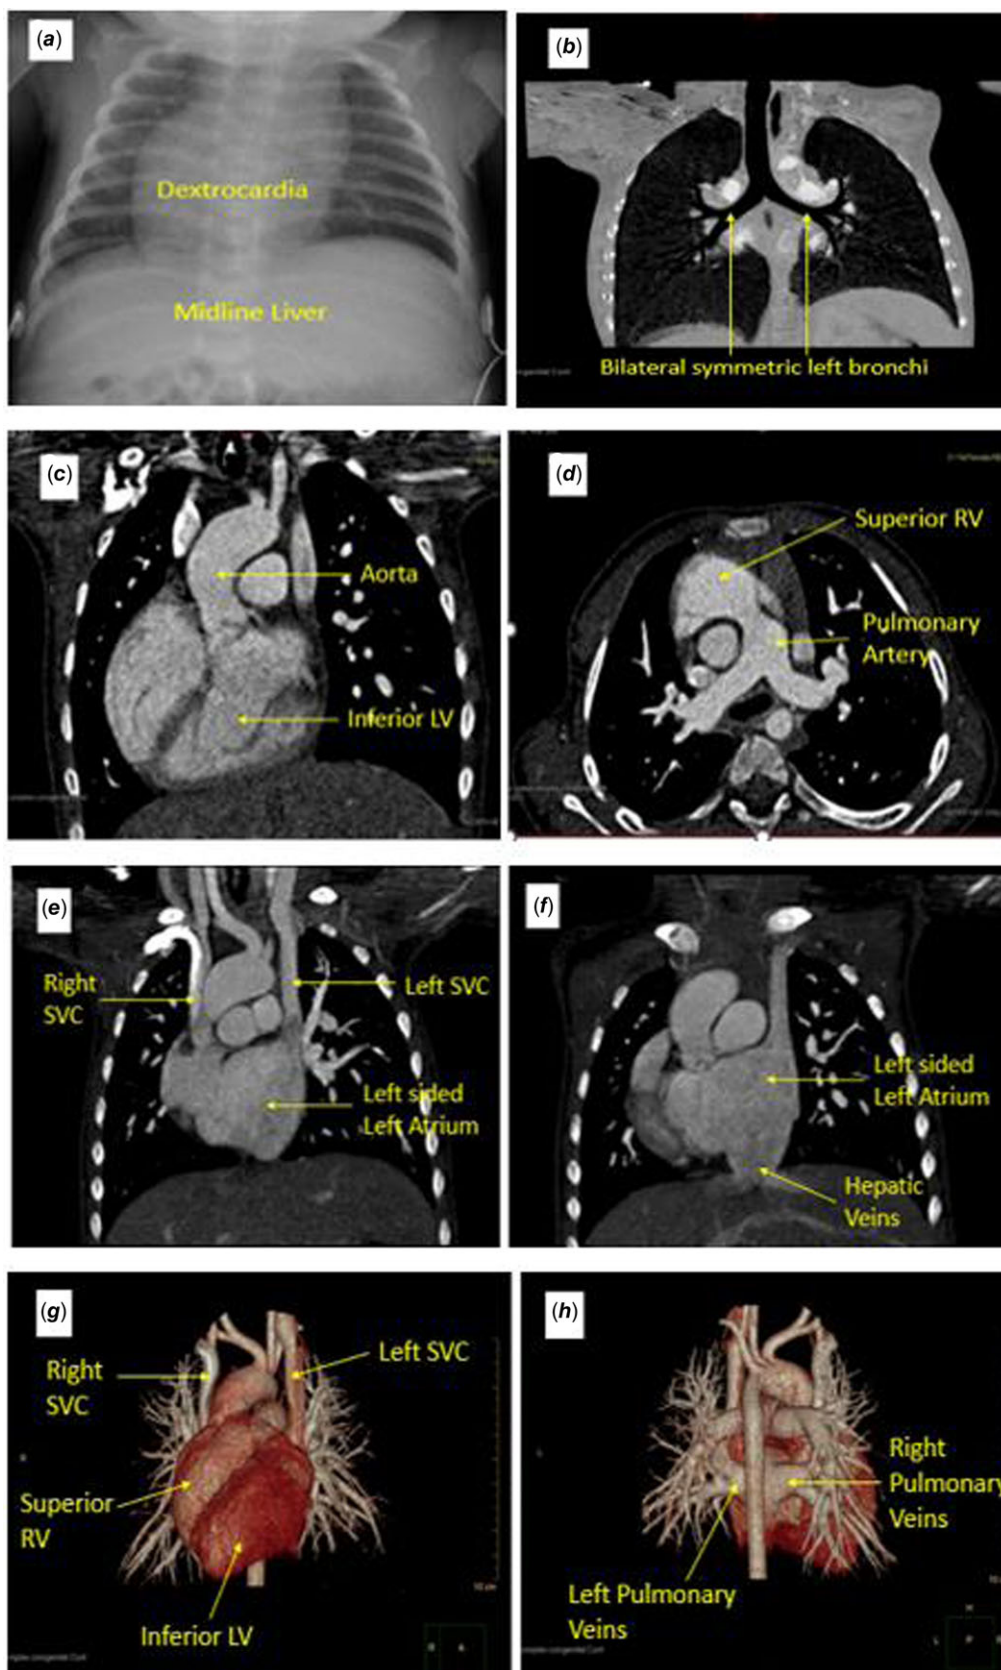 (a)
Dextrocardia
Midline Liver
(b)
Bilateral symmetric left bronchi
(c)
Aorta
Inferior LV
(d)
Superior RV
Pulmonary
Artery
(e)
Right
SVC
Left SVC
Left sided
Left Atrium
(f)
Left sided
Left Atrium
Hepatic
Veins
(g)
Right
SVC
Left SVC
Superior
RV
Inferior LV
(h)
Right
Pulmonary
Veins
Left Pulmonary
Veins